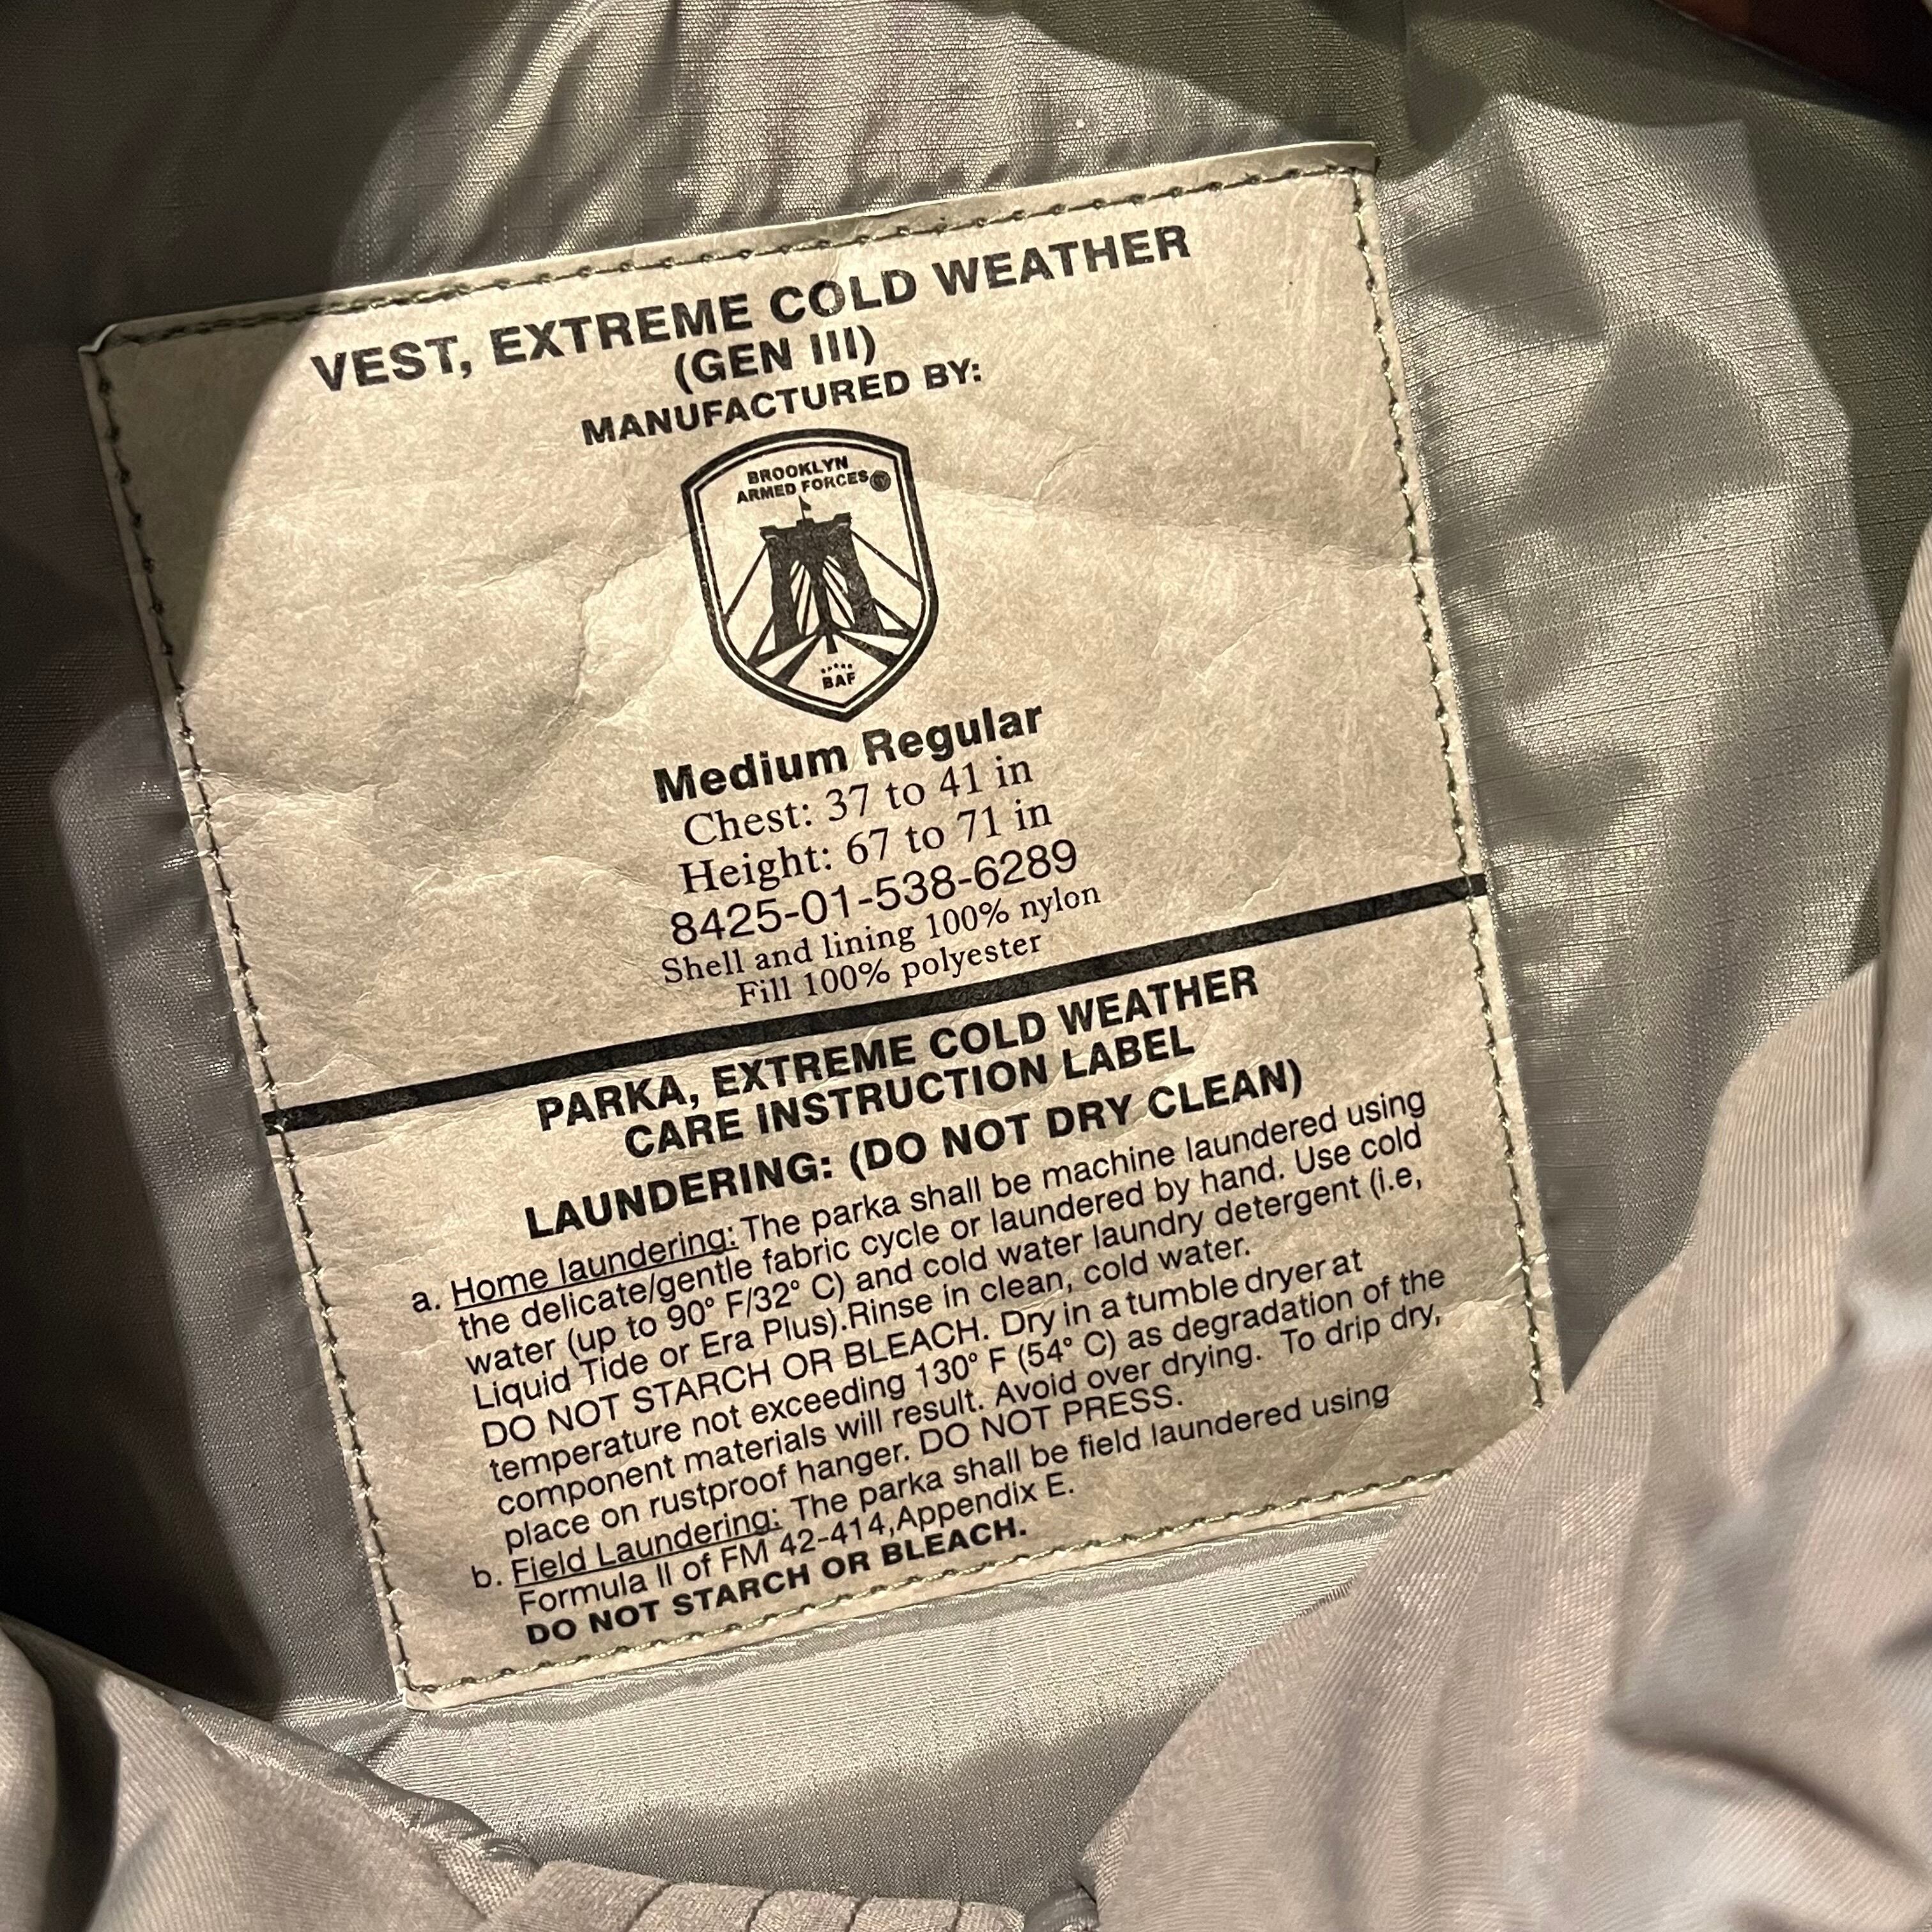 VEST, EXTREME COLD WEATHER
(GEN III)
MANUFACTURED BY:
BROOKLYN
ARMED FORCES
BAF
Medium Regular
Chest: 37 to 41 in
Height: 67 to 71 in
8425-01-538-6289
Shell and lining 100% nylon
Fill 100% polyester
PARKA, EXTREME COLD WEATHER
CARE INSTRUCTION LABEL
LAUNDERING: (DO NOT DRY CLEAN)
a. Home laundering: The parka shall be machine laundered using
the delicate/gentle fabric cycle or laundered by hand. Use cold
water (up to 90° F/32° C) and cold water laundry detergent (i.e,
Liquid Tide or Era Plus).Rinse in clean, cold water.
DO NOT STARCH OR BLEACH. Dry in a tumble dryer at
temperature not exceeding 130° F (54° C) as degradation of the
component materials will result. Avoid over drying. To drip dry,
place on rustproof hanger. DO NOT PRESS.
b. Field Laundering: The parka shall be field laundered using
Formula II of FM 42-414,Appendix E.
DO NOT STARCH OR BLEACH.